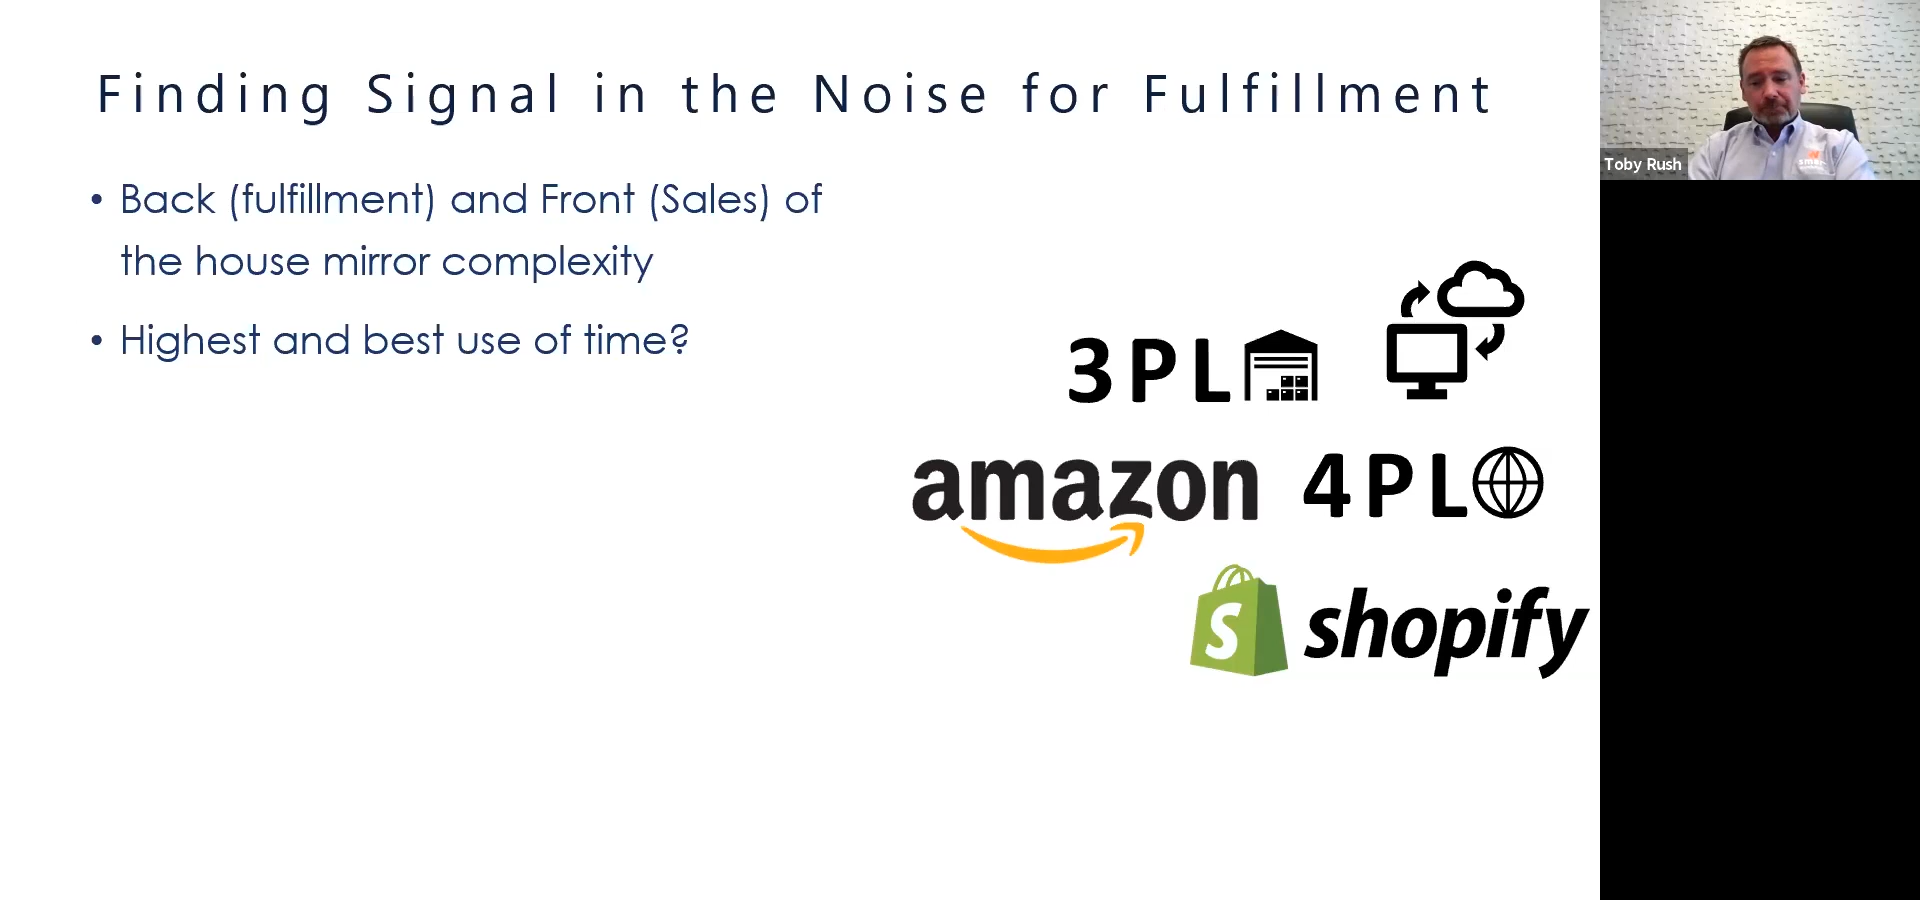 Finding Signal in the Noise for Fulfillment
• Back (fulfillment) and Front (Sales) of
the house mirror complexity
• Highest and best use of time?
3PL
amazon
4PL
S shopify
Toby Rush